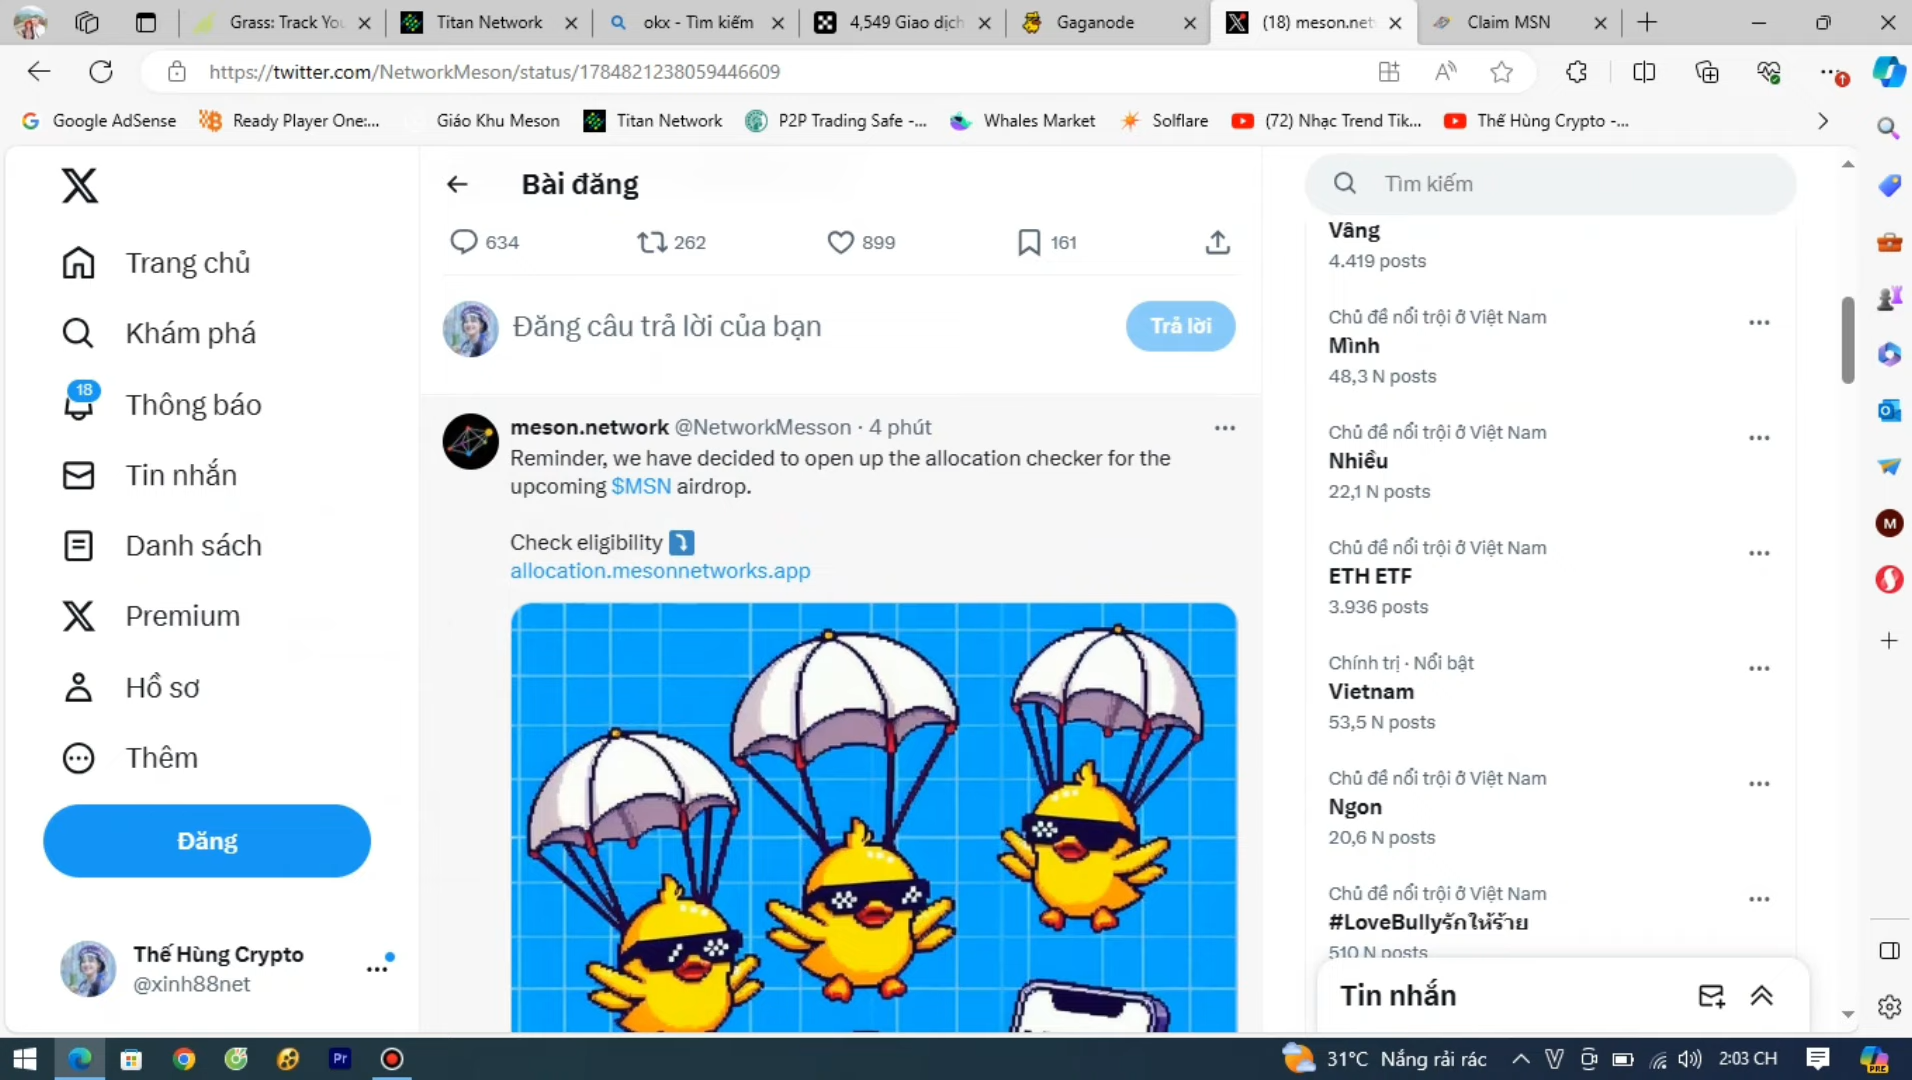 Grass: Track You
Titan Network
okx - Tìm kiếm
4,549 Giao dịch
Gaganode
(18) meson.net
Claim MSN
https://twitter.com/NetworkMeson/status/1784821238059446609
Google AdSense
Ready Player One:...
Giáo Khu Meson
Titan Network
P2P Trading Safe -...
Whales Market
Solflare
(72) Nhạc Trend Tik...
Thế Hùng Crypto -...
Trang chủ
Khám phá
18
Thông báo
Tin nhắn
Danh sách
Premium
Hồ sơ
Thêm
Đăng
Thế Hùng Crypto
@xinh88net
Bài đăng
634
262
899
161
Đăng câu trả lời của bạn
Trả lời
meson.network @NetworkMesson · 4 phút
Reminder, we have decided to open up the allocation checker for the
upcoming $MSN airdrop.
Check eligibility
allocation.mesonnetworks.app
Tìm kiếm
Vâng
4.419 posts
Chủ đề nổi trội ở Việt Nam
Mình
48,3 N posts
Chủ đề nổi trội ở Việt Nam
Nhiều
22,1 N posts
Chủ đề nổi trội ở Việt Nam
ETH ETF
3.936 posts
Chính trị · Nổi bật
Vietnam
53,5 N posts
Chủ đề nổi trội ở Việt Nam
Ngon
20,6 N posts
Chủ đề nổi trội ở Việt Nam
#LoveBullyรักให้ร้าย
510 N posts
Tin nhắn
M
Pr
31°C Nắng rải rác
2:03 CH
PRE